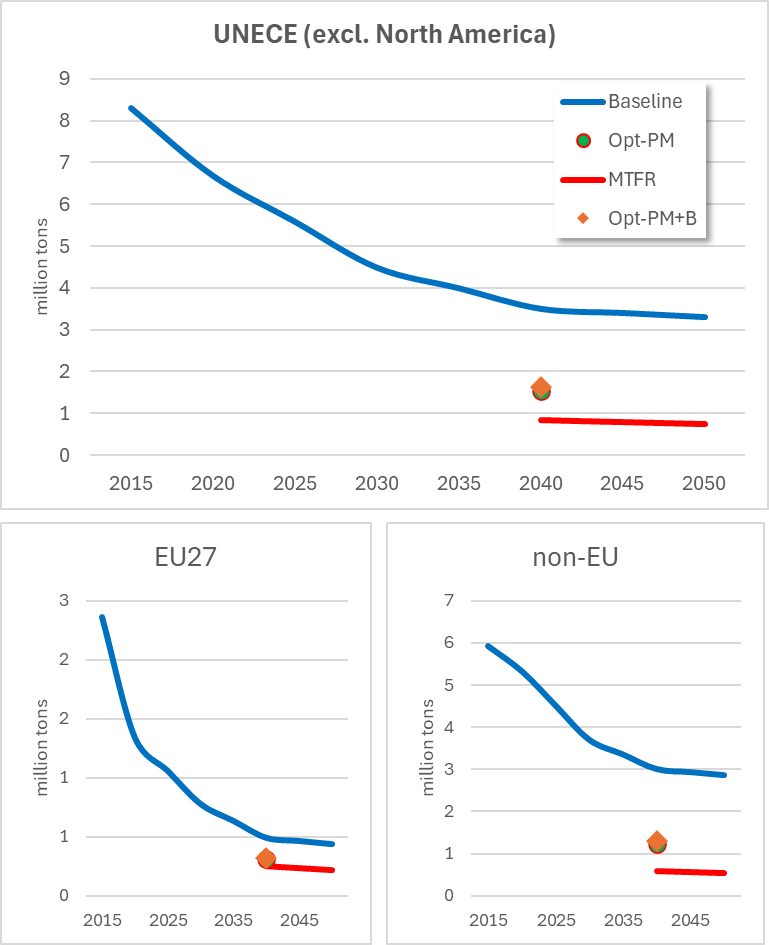 UNECE (excl. North America)
9
8
7
6
5
4
3
2
1
0
million tons
Baseline
Opt-PM
MTFR
Opt-PM+B
2015 2020 2025 2030 2035 2040 2045 2050
EU27
3
2
2
1
1
0
million tons
2015 2025 2035 2045
non-EU
7
6
5
4
3
2
1
0
million tons
2015 2025 2035 2045